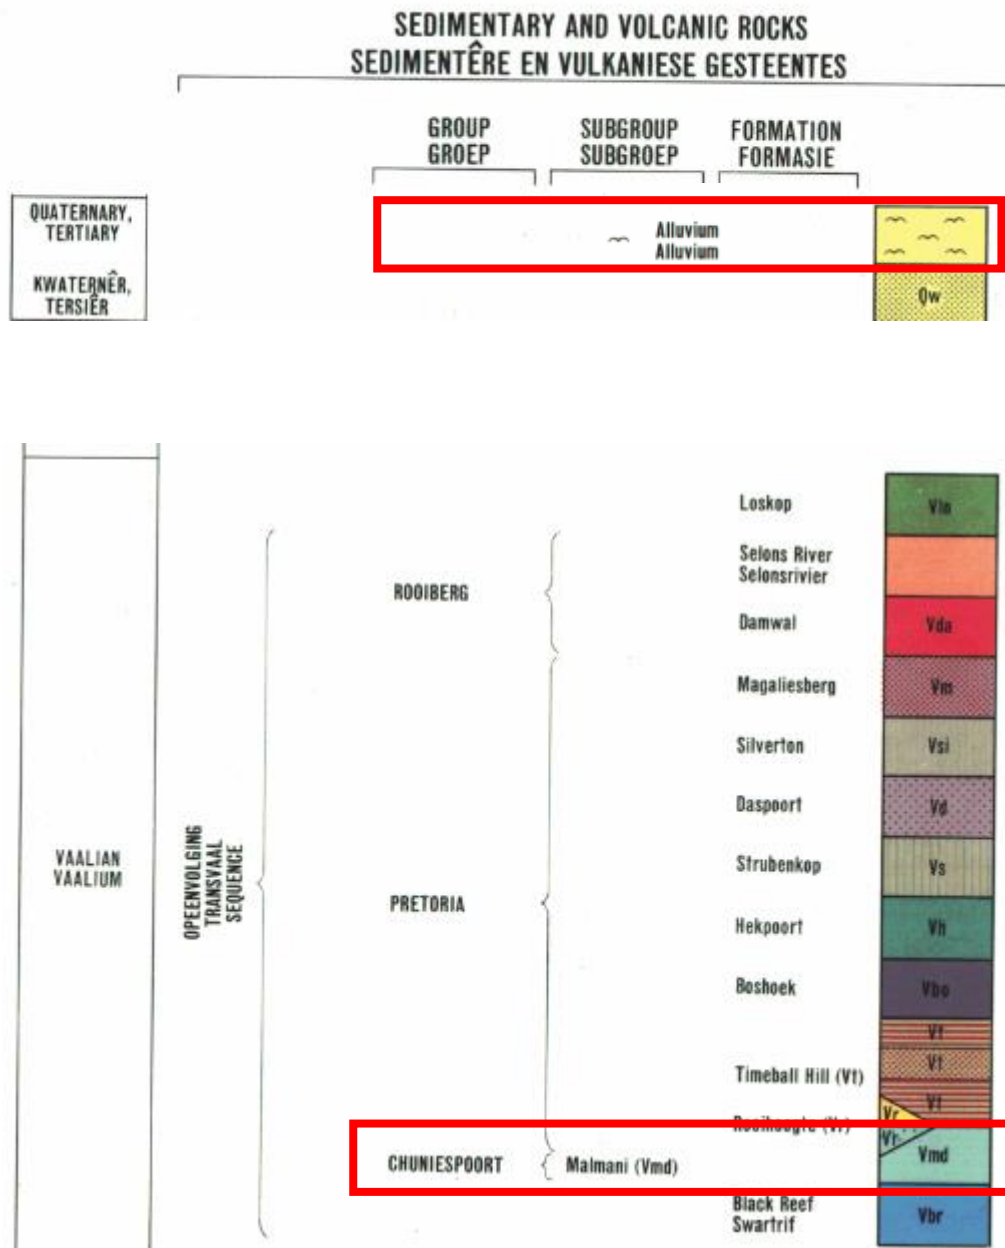 SEDIMENTARY AND VOLCANIC ROCKS
SEDIMENTÊRE EN VULKANIESE GESTEENTES
GROUP
GROEP
SUBGROUP
SUBGROEP
FORMATION
FORMASIE
QUATERNARY,
TERTIARY
KWATERNÊR,
TERSIÊR
Alluvium
Alluvium
Qw
VAALIAN
VAALIUM
OPEENVOLGING
TRANSVAAL
SEQUENCE
ROOIBERG
PRETORIA
CHUNIESPOORT
Malmani (Vmd)
Loskop
Vlo
Selons River
Selonsrivier
Damwal
Vda
Magaliesberg
Vm
Silverton
Vsi
Daspoort
Vd
Strubenkop
Vs
Hekpoort
Vh
Boshoek
Vbo
Vt
Vt
Timeball Hill (Vt)
Vt
Vr
Rooihoogte (Vr)
Vr
Vmd
Black Reef
Swartrif
Vbr